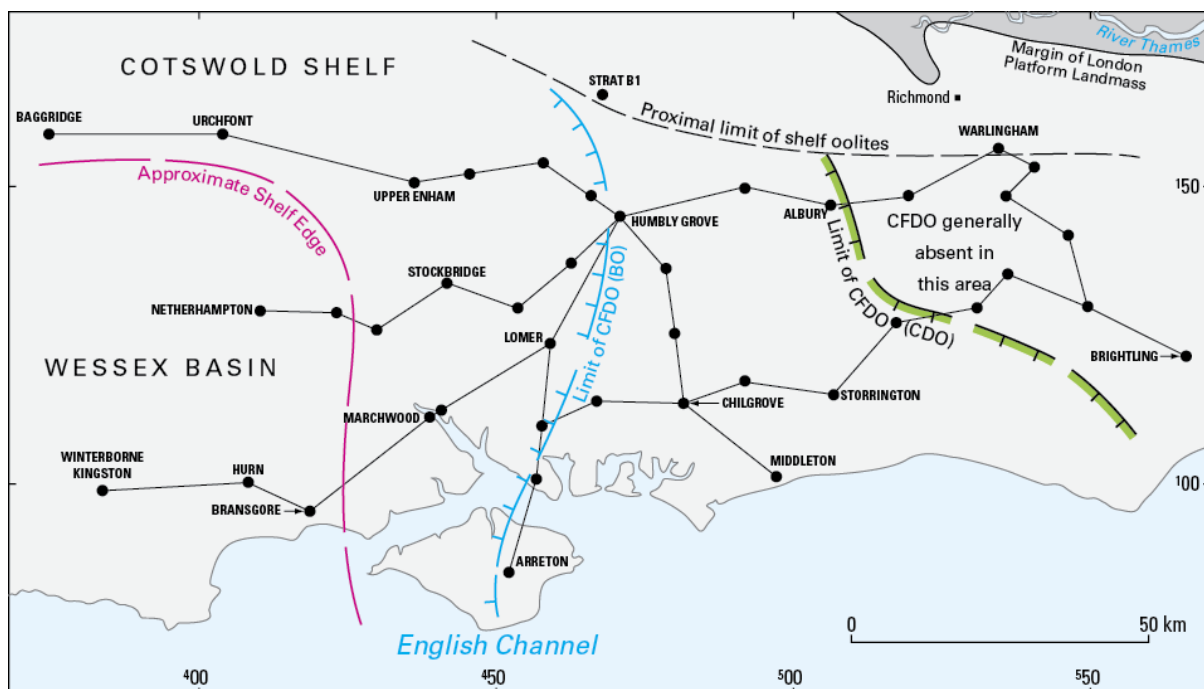 River Thames
Margin of London
Platform Landmass
COTSWOLD SHELF
STRAT B1
Richmond
Proximal limit of shelf oolites
BAGGRIDGE
URCHFONT
WARLINGHAM
Approximate Shelf Edge
UPPER ENHAM
150
HUMBLY GROVE
ALBURY
CFDO generally
absent in
this area
Limit of CFDO (CDO)
STOCKBRIDGE
NETHERHAMPTON
LOMER
Limit of CFDO (BO)
WESSEX BASIN
BRIGHTLING
MARCHWOOD
CHILGROVE
STORRINGTON
WINTERBORNE
KINGSTON
HURN
MIDDLETON
100
BRANSGORE
ARRETON
English Channel
0
50 km
400
450
500
550